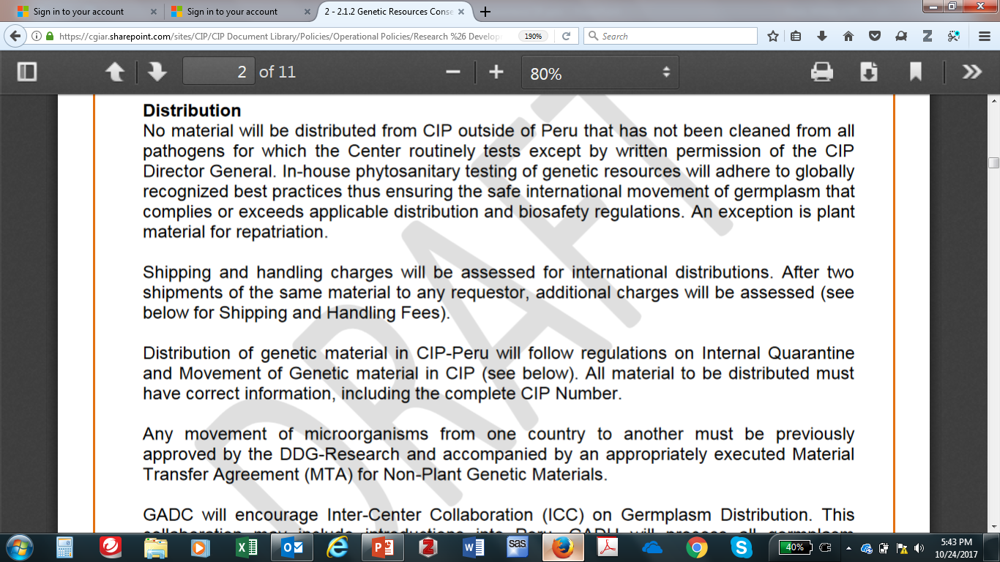 Sign in to your account
Sign in to your account
2 - 2.1.2 Genetic Resources Conse
https://cgiar.sharepoint.com/sites/CIP/CIP Document Library/Policies/Operational Policies/Research %26 Develop
190%
Search
2 of 11
80%
Distribution
No material will be distributed from CIP outside of Peru that has not been cleaned from all
pathogens for which the Center routinely tests except by written permission of the CIP
Director General. In-house phytosanitary testing of genetic resources will adhere to globally
recognized best practices thus ensuring the safe international movement of germplasm that
complies or exceeds applicable distribution and biosafety regulations. An exception is plant
material for repatriation.
Shipping and handling charges will be assessed for international distributions. After two
shipments of the same material to any requestor, additional charges will be assessed (see
below for Shipping and Handling Fees).
Distribution of genetic material in CIP-Peru will follow regulations on Internal Quarantine
and Movement of Genetic material in CIP (see below). All material to be distributed must
have correct information, including the complete CIP Number.
Any movement of microorganisms from one country to another must be previously
approved by the DDG-Research and accompanied by an appropriately executed Material
Transfer Agreement (MTA) for Non-Plant Genetic Materials.
GADC will encourage Inter-Center Collaboration (ICC) on Germplasm Distribution. This
collaboration may include introductions into Peru. GADU will process all germplasm
DRAFT
sas
40%
5:43 PM
10/24/2017